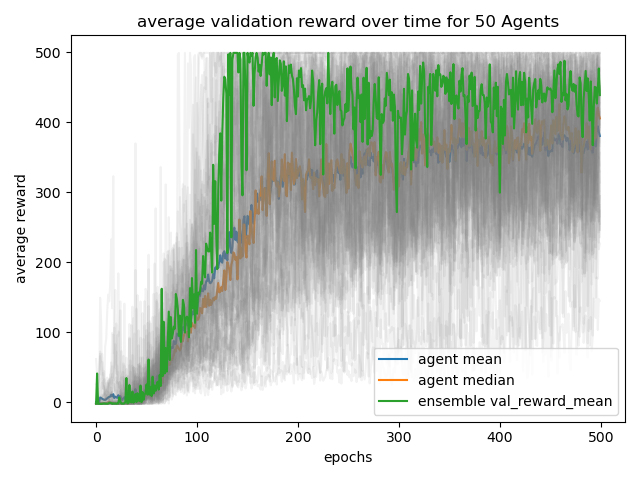 average validation reward over time for 50 Agents
500
400
300
200
100
0
average reward
0
100
200
300
400
500
epochs
agent mean
agent median
ensemble val_reward_mean